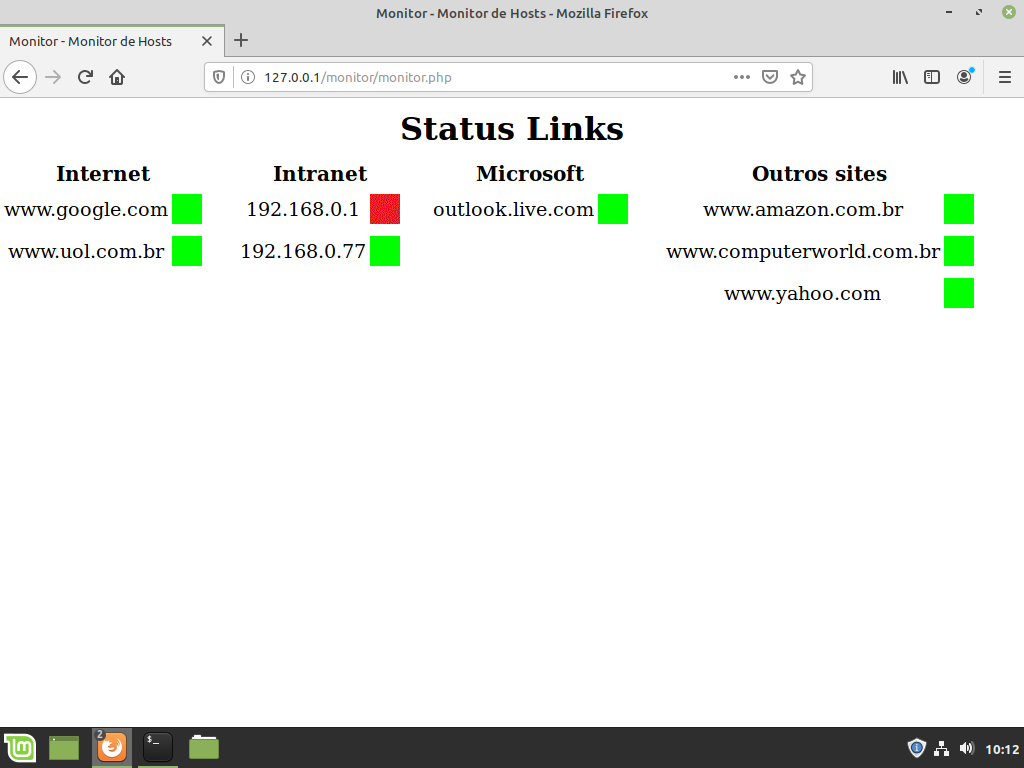 Monitor - Monitor de Hosts - Mozilla Firefox
Monitor - Monitor de Hosts
127.0.0.1/monitor/monitor.php
Status Links
Internet Intranet Microsoft Outros sites
www.google.com 192.168.0.1 outlook.live.com www.amazon.com.br
www.uol.com.br 192.168.0.77 www.computerworld.com.br
www.yahoo.com
2
$_
10:12